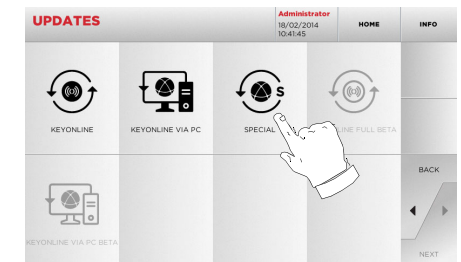 UPDATES
Administrator
18/02/2014
10:41:45
HOME
INFO
KEYONLINE
KEYONLINE VIA PC
S
SPECIAL
LINE FULL BETA
BACK
KEYONLINE VIA PC BETA
NEXT